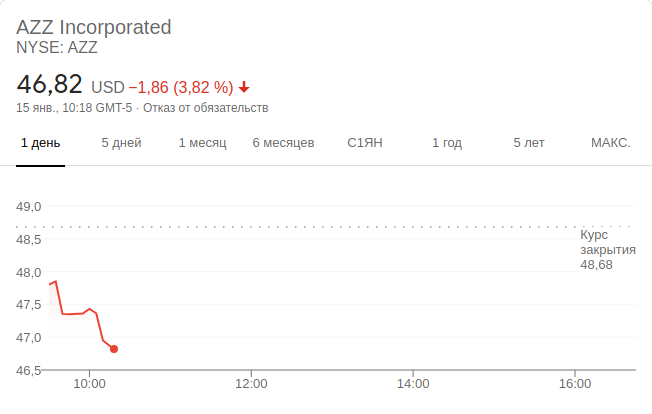 AZZ Incorporated
NYSE: AZZ
46,82 USD −1,86 (3,82 %)
15 янв., 10:18 GMT-5 · Отказ от обязательств
1 день 5 дней 1 месяц 6 месяцев С1ЯН 1 год 5 лет МАКС.
49,0
48,5
48,0
47,5
47,0
46,5
Курс
закрытия
48,68
10:00 12:00 14:00 16:00